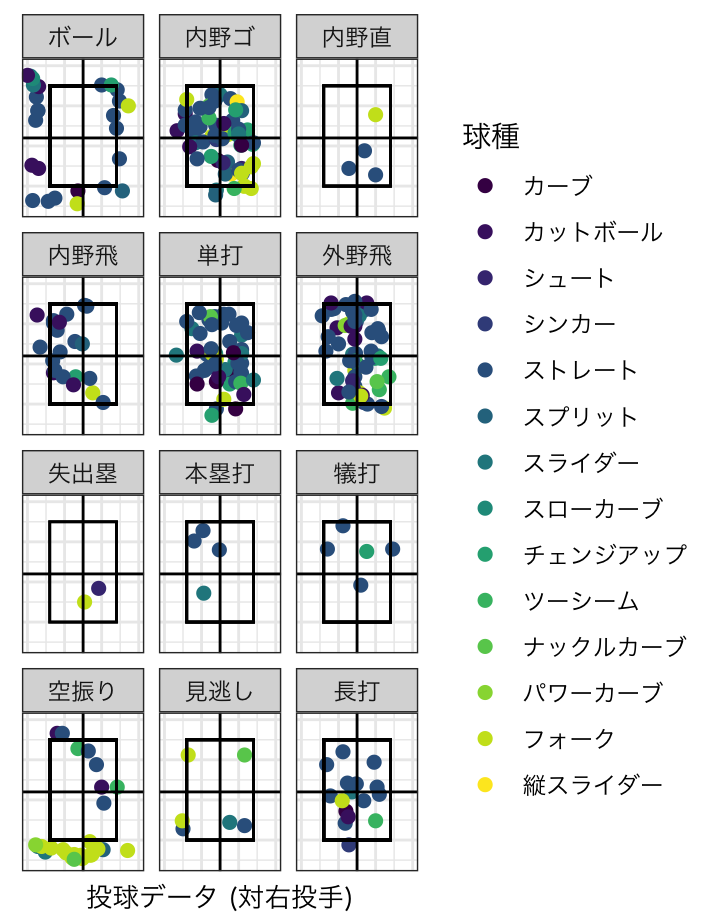 ボール 内野ゴ 内野直
内野飛 単打 外野飛
失出塁 本塁打 犠打
空振り 見逃し 長打
投球データ (対右投手)
球種
カーブ
カットボール
シュート
シンカー
ストレート
スプリット
スライダー
スローカーブ
チェンジアップ
ツーシーム
ナックルカーブ
パワーカーブ
フォーク
縦スライダー